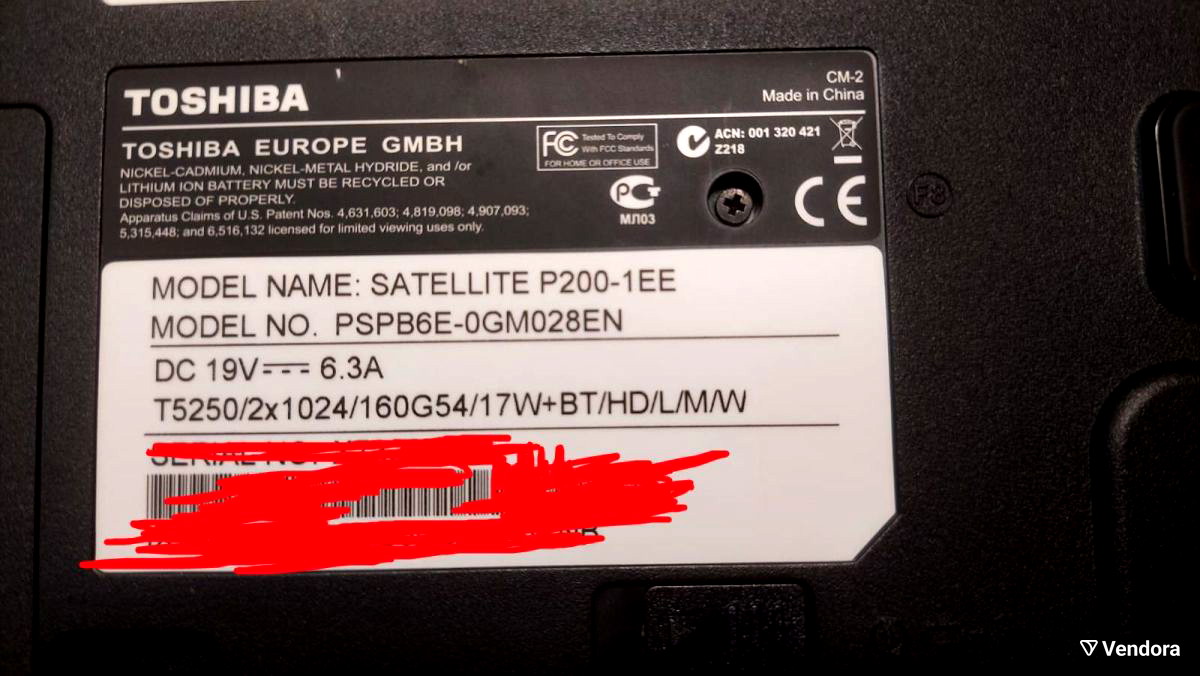 CM-2
TOSHIBA
Made in China
TOSHIBA EUROPE GMBH
NICKEL-CADMIUM, NICKEL-METAL HYDRIDE, and /or
LITHIUM ION BATTERY MUST BE RECYCLED OR
DISPOSED OF PROPERLY.
Apparatus Claims of U.S. Patent Nos. 4,631,603; 4,819,098; 4,907,093;
5,315,448; and 6,516,132 licensed for limited viewing uses only.
FC Tested To Comply
With FCC Standards
FOR HOME OR OFFICE USE
ACN: 001 320 421
Z218
МЛ03
CE
F8
MODEL NAME: SATELLITE P200-1EE
MODEL NO. PSPB6E-0GM028EN
DC 19V 6.3A
T5250/2x1024/160G54/17W+BT/HD/L/M/W
SERIAL NO.
Vendora